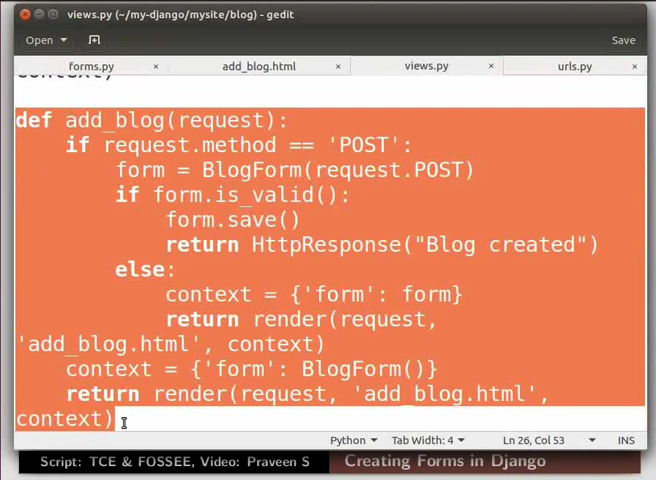 views.py (~/my-django/mysite/blog) - gedit
Open Save
forms.py × add_blog.html × views.py × urls.py ×
context)
def add_blog(request):
if request.method == 'POST':
form = BlogForm(request.POST)
if form.is_valid():
form.save()
return HttpResponse("Blog created")
else:
context = {'form': form}
return render(request,
'add_blog.html', context)
context = {'form': BlogForm()}
return render(request, 'add_blog.html',
context)
Python Tab Width: 4 Ln 26, Col 53 INS
Script: TCE & FOSSEE, Video: Praveen S Creating Forms in Django